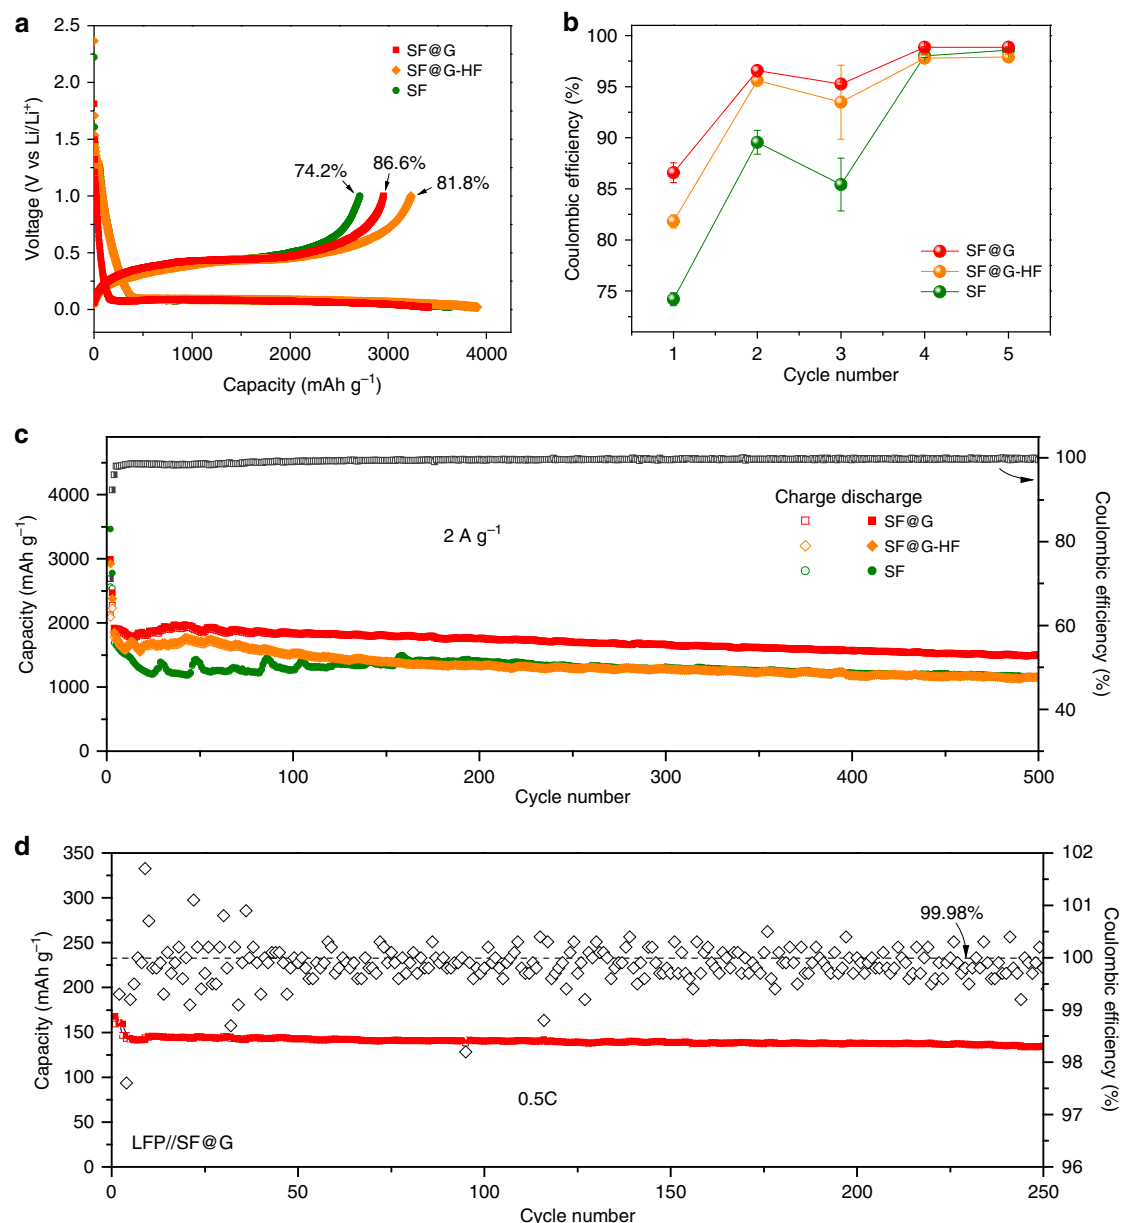 a
Voltage (V vs Li/Li⁺)
2.5
2.0
1.5
1.0
0.5
0.0
SF@G
SF@G-HF
SF
74.2%
86.6%
81.8%
0
1000
2000
3000
4000
Capacity (mAh g⁻¹)
b
Coulombic efficiency (%)
100
95
90
85
80
75
SF@G
SF@G-HF
SF
1
2
3
4
5
Cycle number
c
Capacity (mAh g⁻¹)
4000
3000
2000
1000
0
2 A g⁻¹
Charge discharge
SF@G
SF@G-HF
SF
100
80
60
40
Coulombic efficiency (%)
0
100
200
300
400
500
Cycle number
d
Capacity (mAh g⁻¹)
350
300
250
200
150
100
50
0
99.98%
0.5C
LFP//SF@G
102
101
100
99
98
97
96
Coulombic efficiency (%)
0
50
100
150
200
250
Cycle number